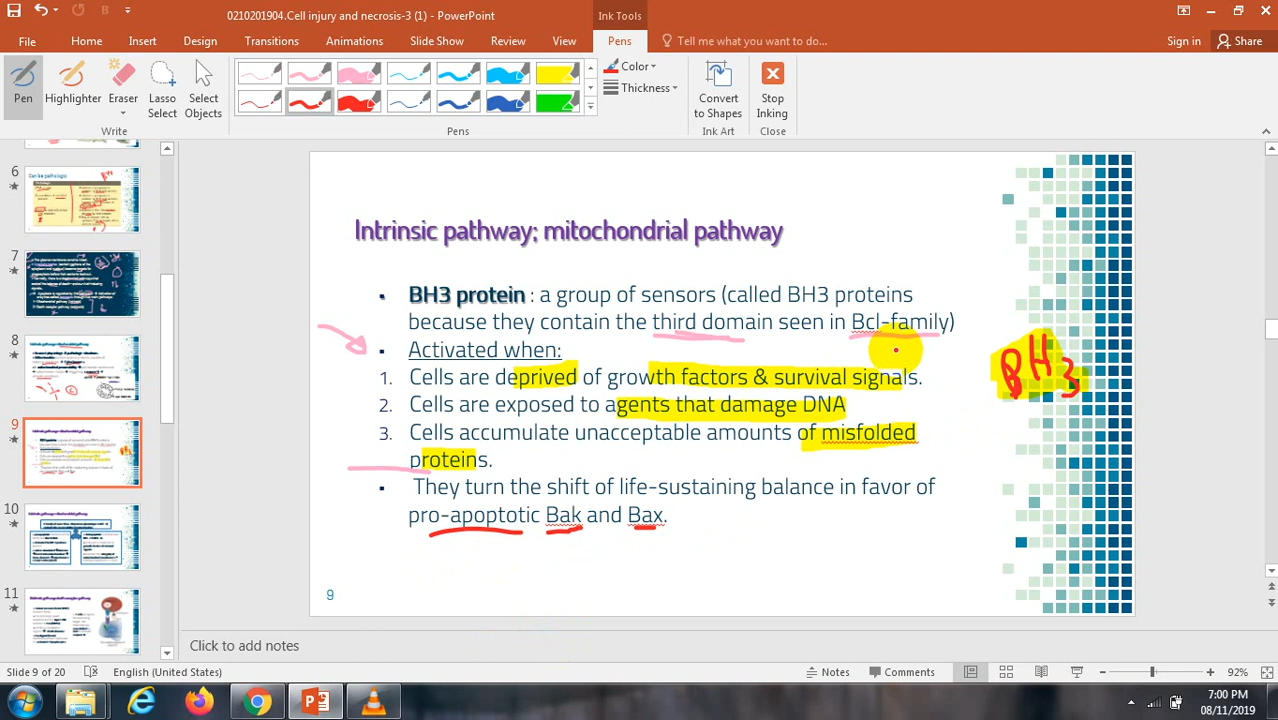 0210201904.Cell injury and necrosis-3 (1) - PowerPoint
Ink Tools
File Home Insert Design Transitions Animations Slide Show Review View Pens Tell me what you want to do... Sign in Share
Pen Highlighter Eraser Lasso Select Select Objects
Color
Thickness
Convert to Shapes
Stop Inking
Write Pens Ink Art Close
6
7
8
9
10
11
Intrinsic pathway; mitochondrial pathway
▪ BH3 protein : a group of sensors (called BH3 proteins
because they contain the third domain seen in Bcl-family)
▪ Activated when:
1. Cells are deprived of growth factors & survival signals.
2. Cells are exposed to agents that damage DNA
3. Cells accumulate unacceptable amounts of misfolded
proteins.
▪ They turn the shift of life-sustaining balance in favor of
pro-apoptotic Bak and Bax.
BH3
9
Click to add notes
Slide 9 of 20 English (United States) Notes Comments 92%
7:00 PM
08/11/2019